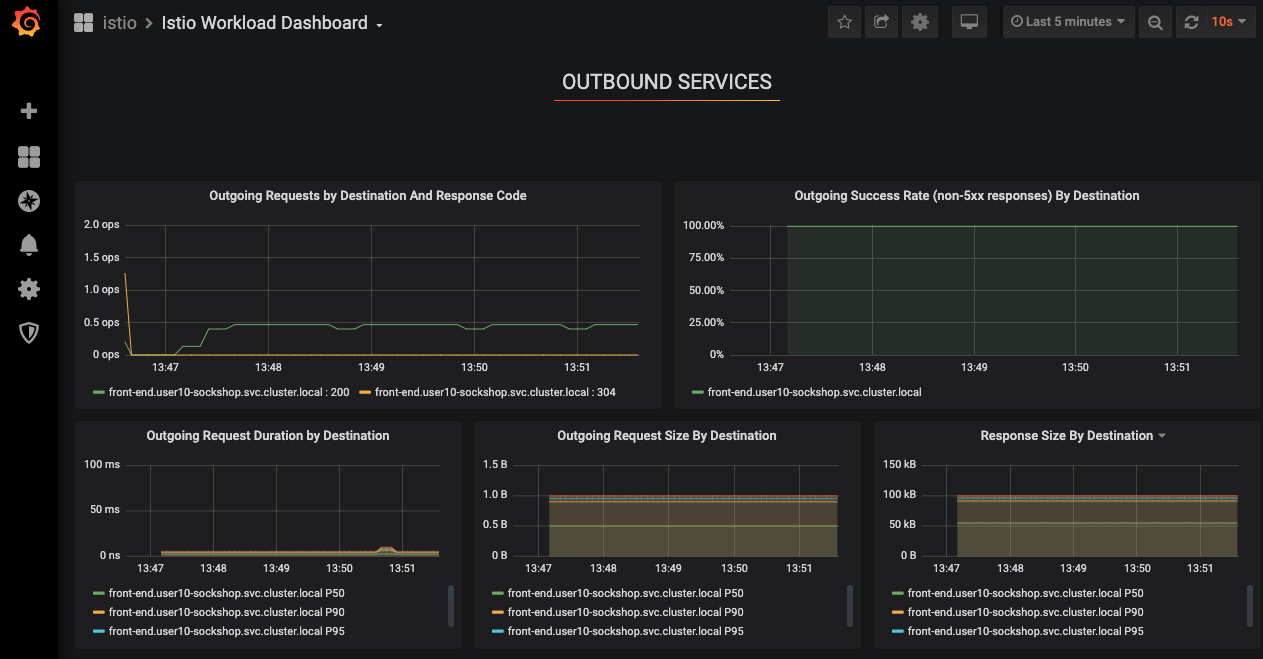 istio > Istio Workload Dashboard
Last 5 minutes
10s
OUTBOUND SERVICES
Outgoing Requests by Destination And Response Code
2.0 ops
1.5 ops
1.0 ops
0.5 ops
0 ops
13:47 13:48 13:49 13:50 13:51
front-end.user10-sockshop.svc.cluster.local : 200 front-end.user10-sockshop.svc.cluster.local : 304
Outgoing Success Rate (non-5xx responses) By Destination
100.00%
75.00%
50.00%
25.00%
0%
13:47 13:48 13:49 13:50 13:51
front-end.user10-sockshop.svc.cluster.local
Outgoing Request Duration by Destination
100 ms
50 ms
0 ns
13:47 13:48 13:49 13:50 13:51
front-end.user10-sockshop.svc.cluster.local P50
front-end.user10-sockshop.svc.cluster.local P90
front-end.user10-sockshop.svc.cluster.local P95
Outgoing Request Size By Destination
1.5 B
1.0 B
0.5 B
0 B
13:47 13:48 13:49 13:50 13:51
front-end.user10-sockshop.svc.cluster.local P50
front-end.user10-sockshop.svc.cluster.local P90
front-end.user10-sockshop.svc.cluster.local P95
Response Size By Destination
150 kB
100 kB
50 kB
0 B
13:47 13:48 13:49 13:50 13:51
front-end.user10-sockshop.svc.cluster.local P50
front-end.user10-sockshop.svc.cluster.local P90
front-end.user10-sockshop.svc.cluster.local P95